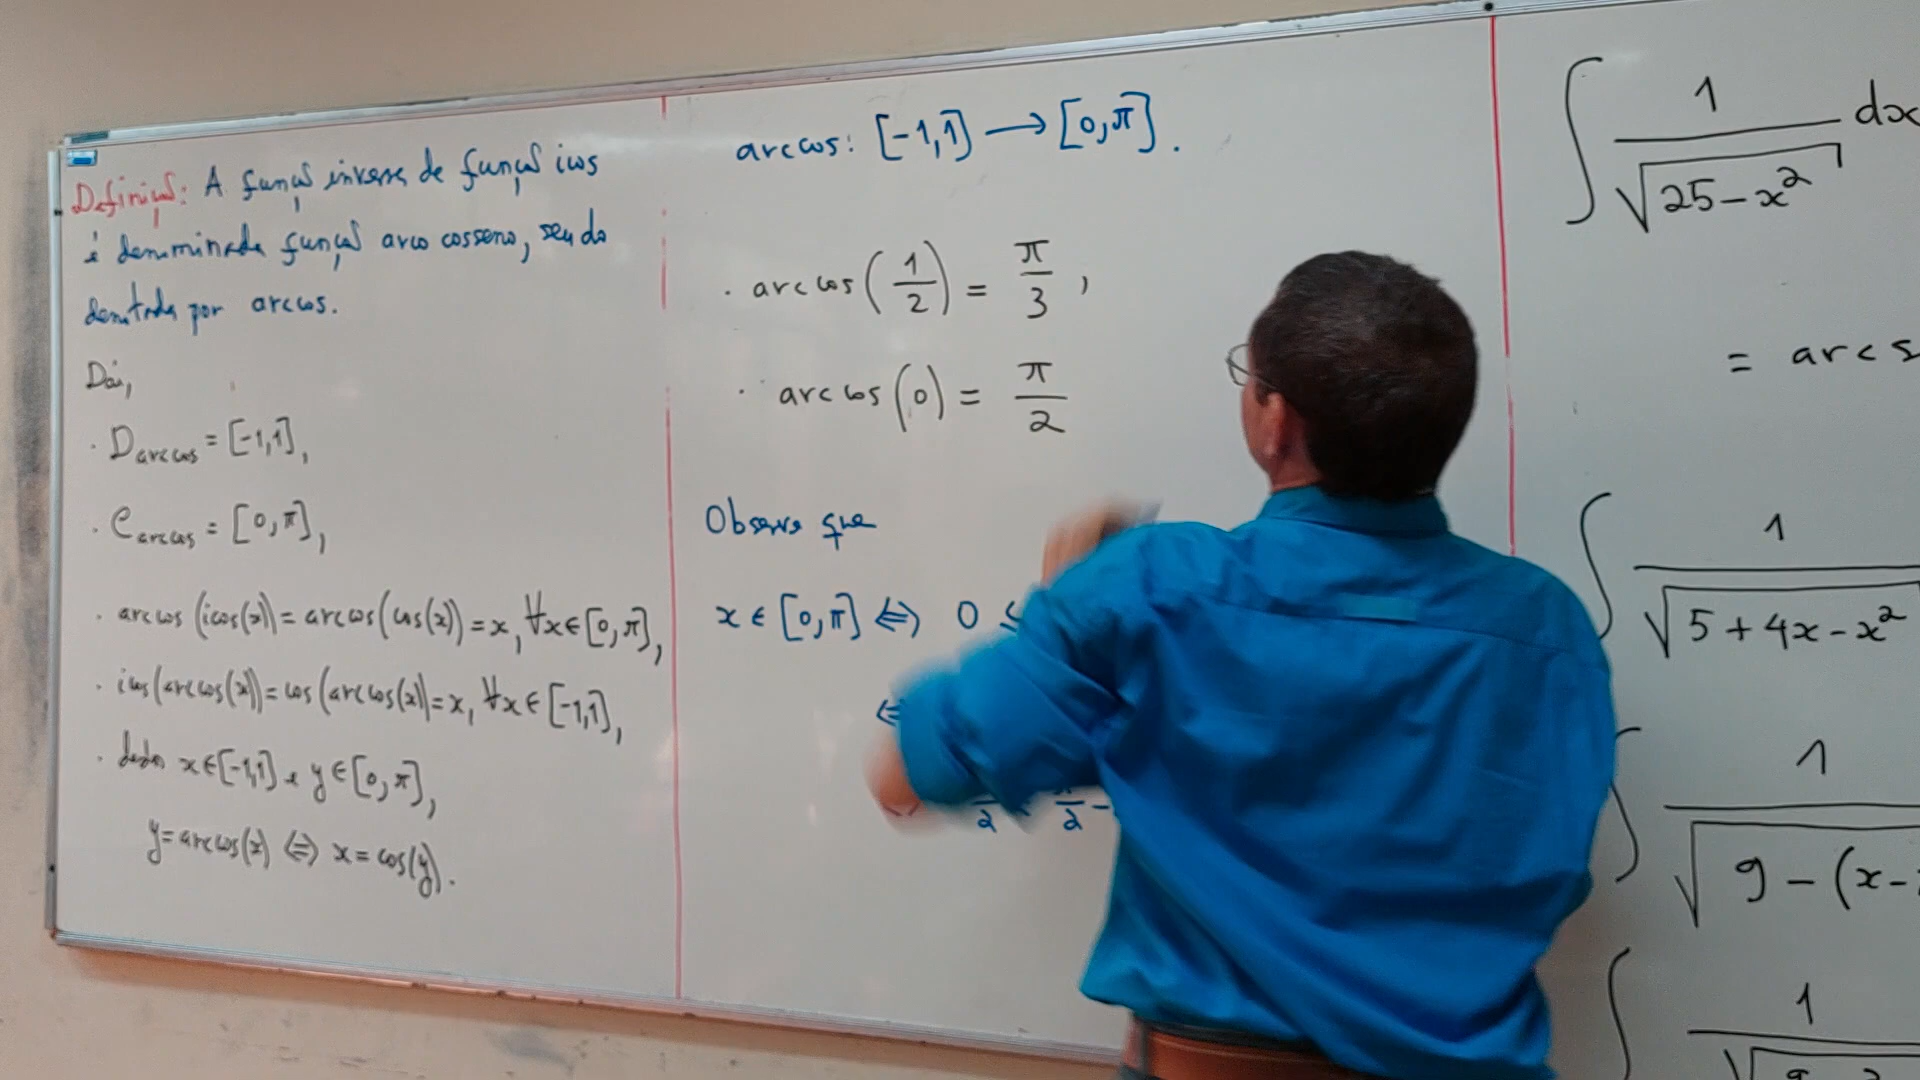 Definição: A função inversa da função icos
é denominada função arco cosseno, sendo
denotada por arccos.
Daí,
· D arccos = [-1,1],
· C arccos = [0,π],
· arccos (icos(x)) = arccos(cos(x)) = x, ∀x∈[0,π],
· icos(arccos(x)) = cos(arccos(x)) = x, ∀x∈[-1,1],
· dados x∈[-1,1] e y∈[0,π],
y = arccos(x) ⇔ x = cos(y).
arccos: [-1,1] → [0,π].
· arccos(1/2) = π/3,
· arccos(0) = π/2
Observe que
x ∈ [0,π] ⇔ 0 ≤
⇔
∫ 1/√(25-x²) dx
= arcs
∫ 1/√(5+4x-x²)
∫ 1/√(9-(x-
∫ 1/√